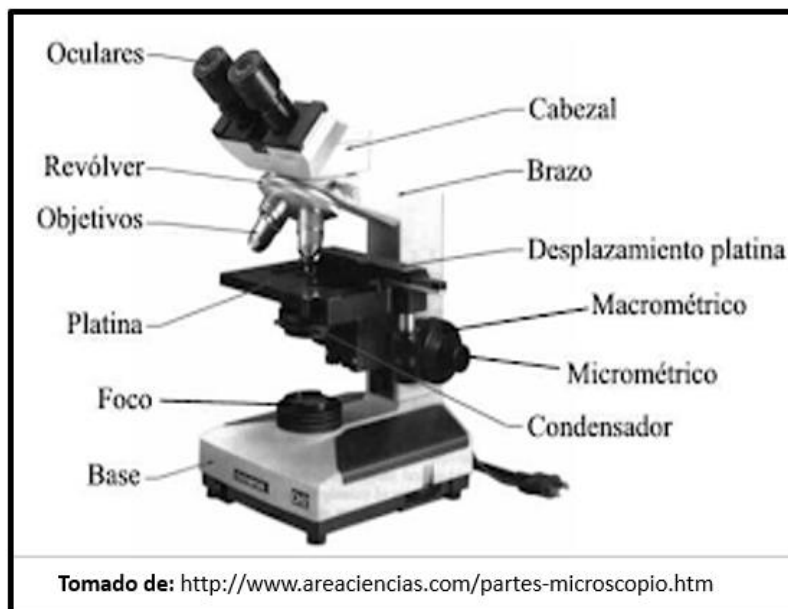 Oculares
Cabezal
Revólver
Brazo
Objetivos
Desplazamiento platina
Macrométrico
Platina
Micrométrico
Foco
Condensador
Base
Tomado de: http://www.areaciencias.com/partes-microscopio.htm